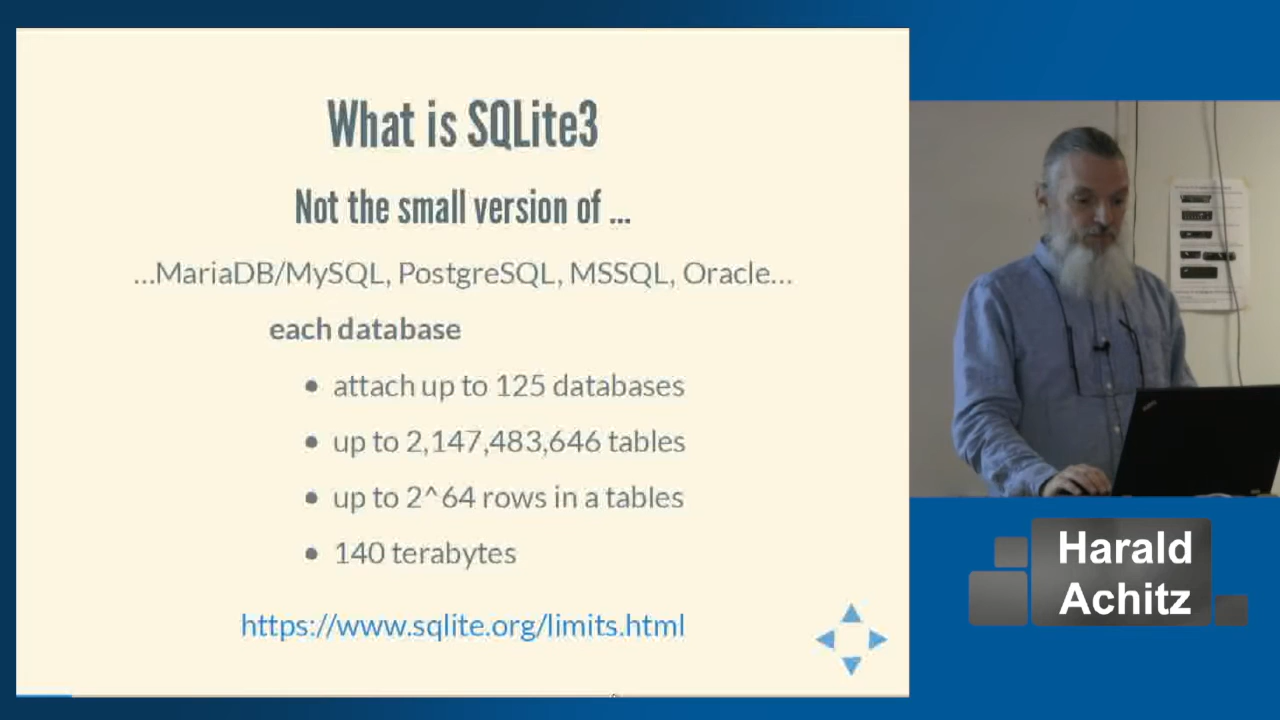 What is SQLite3
Not the small version of ...
...MariaDB/MySQL, PostgreSQL, MSSQL, Oracle...
each database
attach up to 125 databases
up to 2,147,483,646 tables
up to 2^64 rows in a tables
140 terabytes
https://www.sqlite.org/limits.html
Harald
Achitz